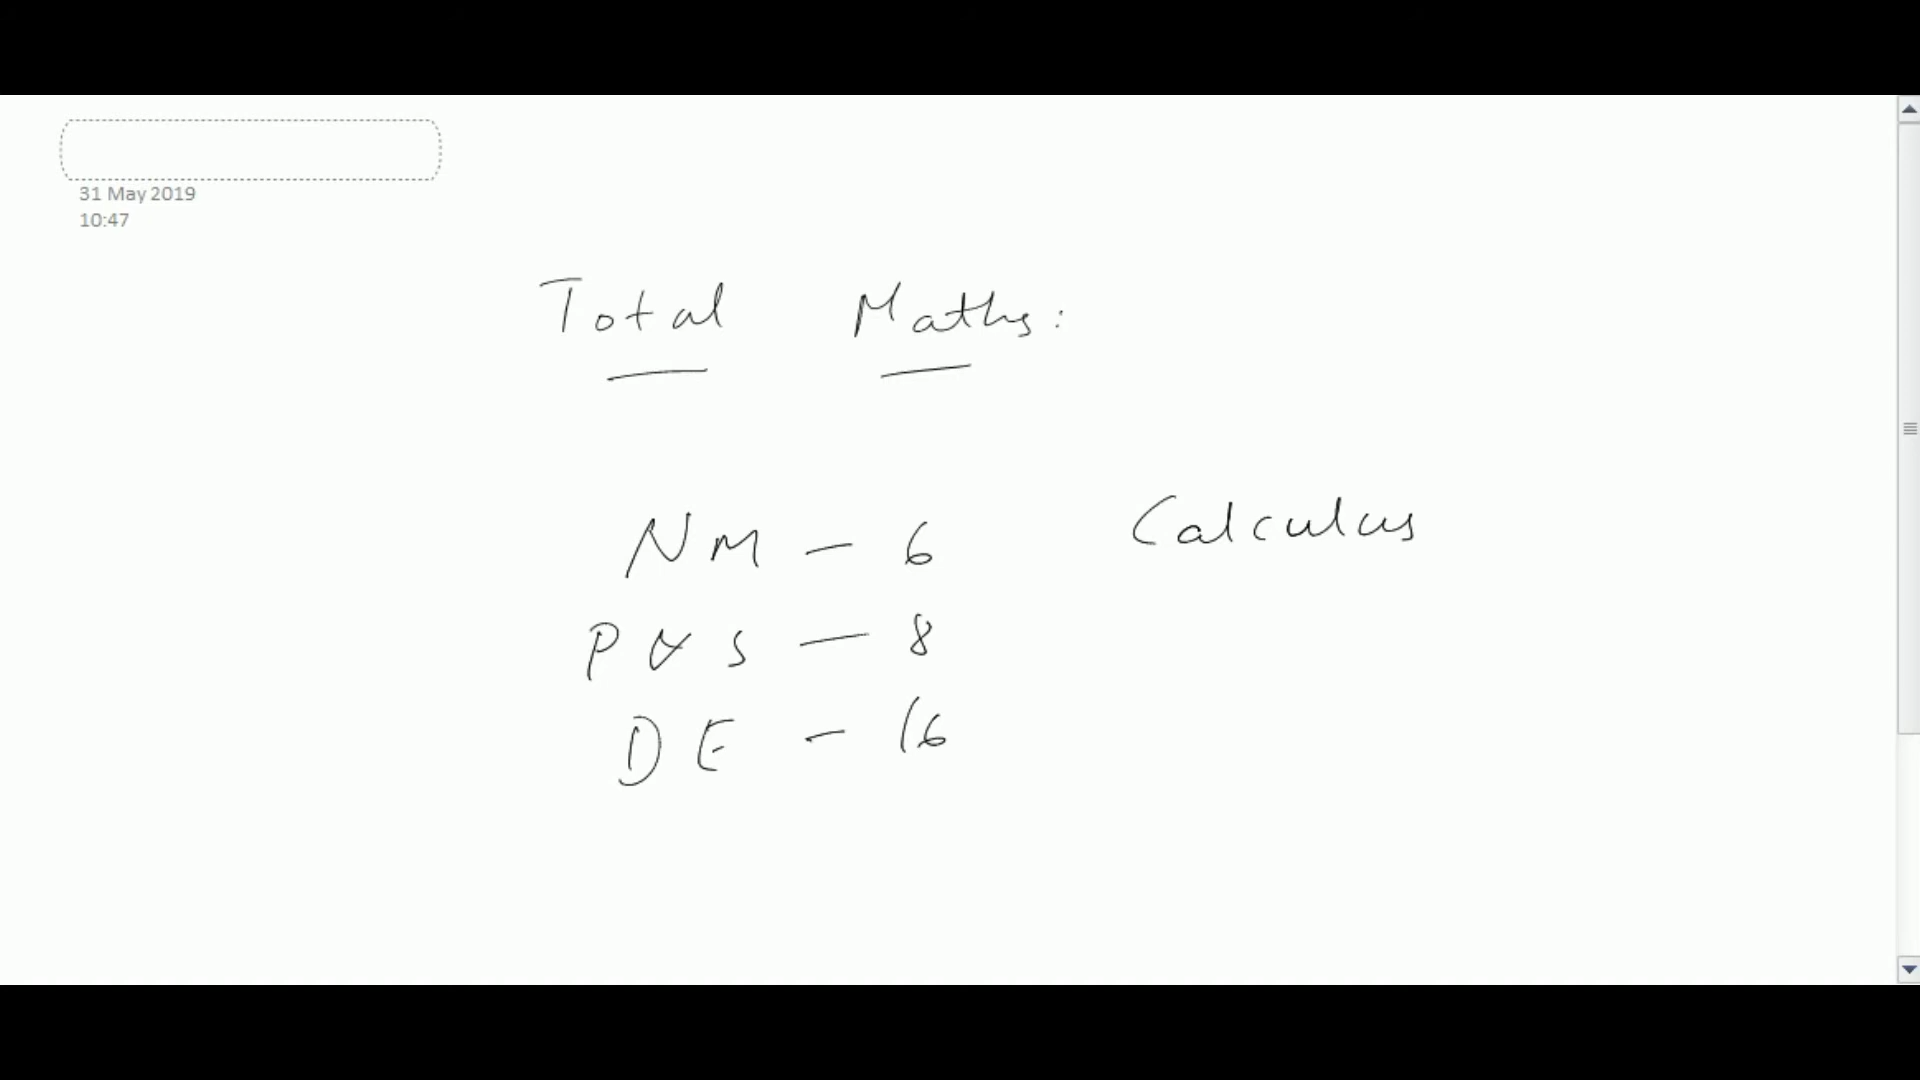 31 May 2019
10:47
Total Maths:
NM - 6 Calculus
P & S - 8
DE - 16